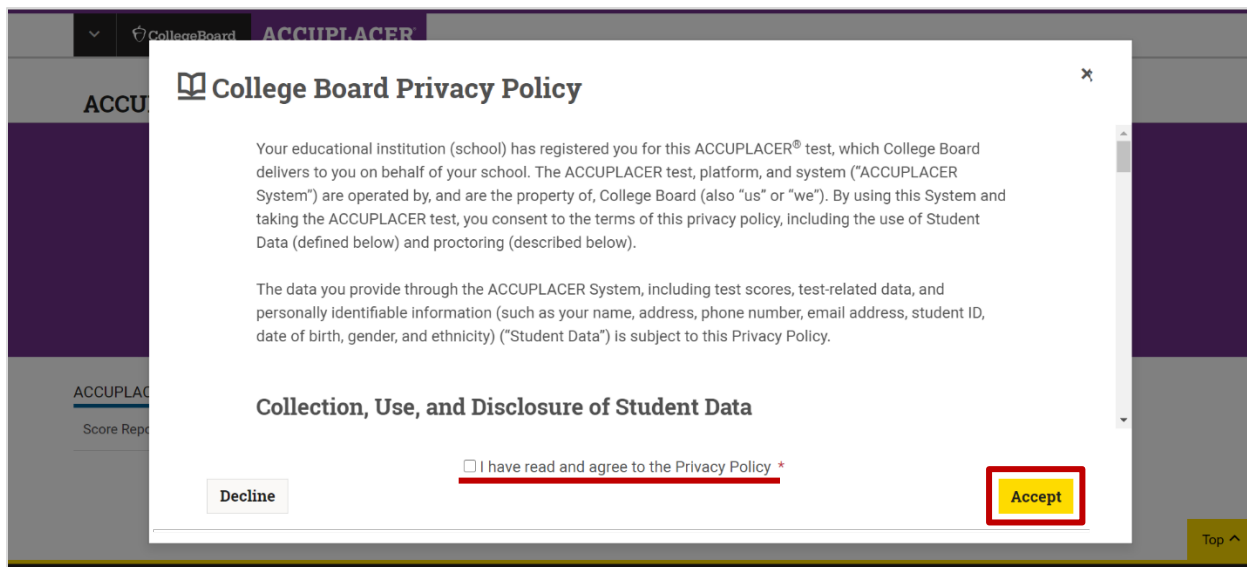 CollegeBoard ACCUPLACER
College Board Privacy Policy
ACCU
Your educational institution (school) has registered you for this ACCUPLACER® test, which College Board
delivers to you on behalf of your school. The ACCUPLACER test, platform, and system (“ACCUPLACER
System”) are operated by, and are the property of, College Board (also “us” or “we”). By using this System and
taking the ACCUPLACER test, you consent to the terms of this privacy policy, including the use of Student
Data (defined below) and proctoring (described below).
The data you provide through the ACCUPLACER System, including test scores, test-related data, and
personally identifiable information (such as your name, address, phone number, email address, student ID,
date of birth, gender, and ethnicity) (“Student Data”) is subject to this Privacy Policy.
ACCUPLAC
Collection, Use, and Disclosure of Student Data
Score Repo
I have read and agree to the Privacy Policy *
Decline
Accept
Top